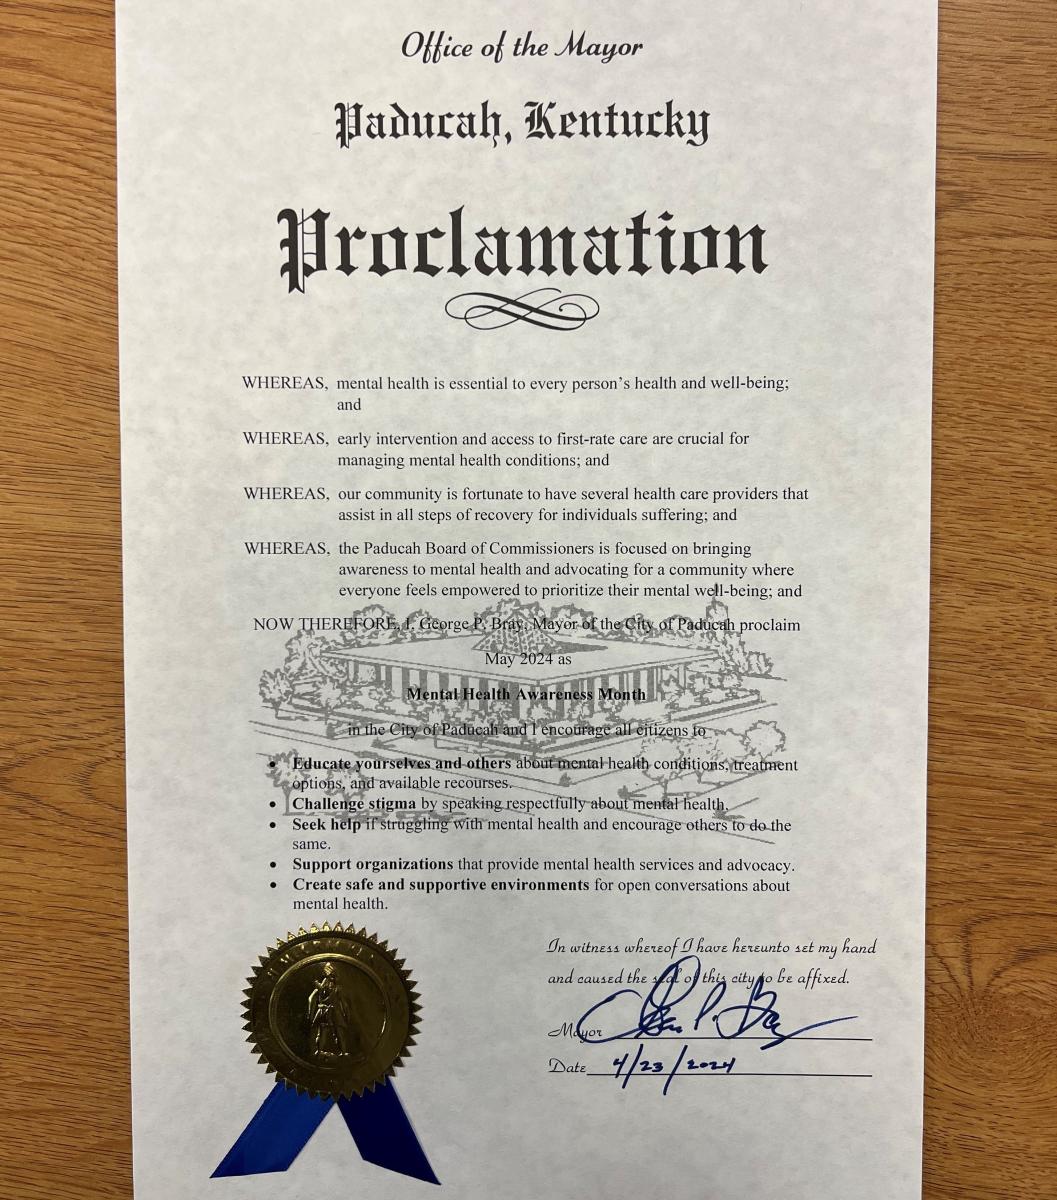 Office of the Mayor
Paducah, Kentucky
Proclamation
WHEREAS, mental health is essential to every person's health and well-being;
and
WHEREAS, early intervention and access to first-rate care are crucial for
managing mental health conditions; and
WHEREAS, our community is fortunate to have several health care providers that
assist in all steps of recovery for individuals suffering; and
WHEREAS, the Paducah Board of Commissioners is focused on bringing
awareness to mental health and advocating for a community where
everyone feels empowered to prioritize their mental well-being; and
NOW THEREFORE, I, George P. Bray, Mayor of the City of Paducah proclaim
May 2024 as
Mental Health Awareness Month
in the City of Paducah and I encourage all citizens to
• Educate yourselves and others about mental health conditions, treatment
options, and available recourses.
• Challenge stigma by speaking respectfully about mental health.
• Seek help if struggling with mental health and encourage others to do the
same.
• Support organizations that provide mental health services and advocacy.
• Create safe and supportive environments for open conversations about
mental health.
In witness whereof I have hereunto set my hand
and caused the seal of this city to be affixed.
Mayor George P. Bray
Date 4/23/2024